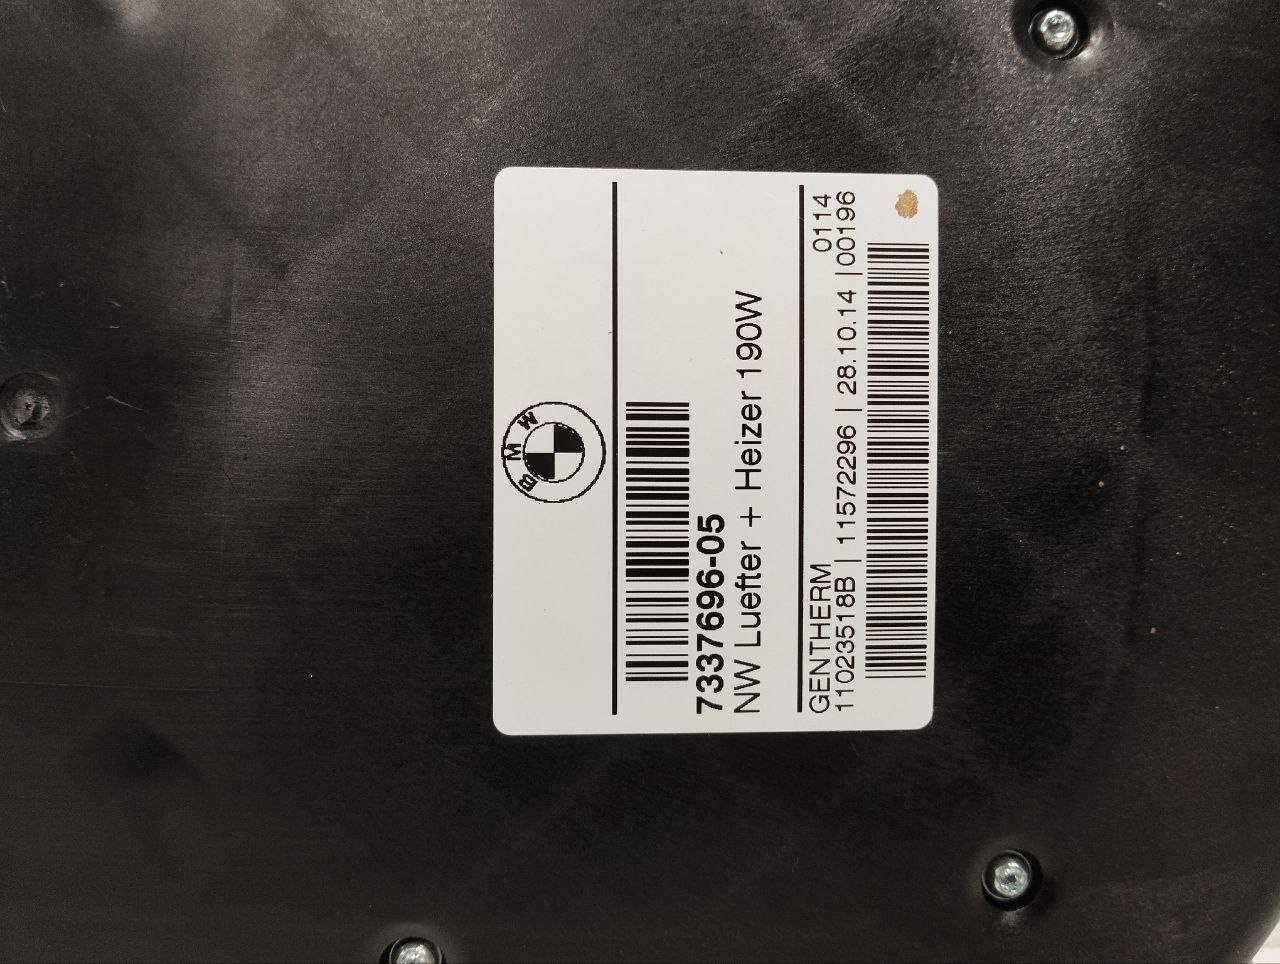 BMW
7337696-05
NW Luefter + Heizer 190W
GENTHERM 0114
11023518B | 11572296 | 28.10.14 | 00196